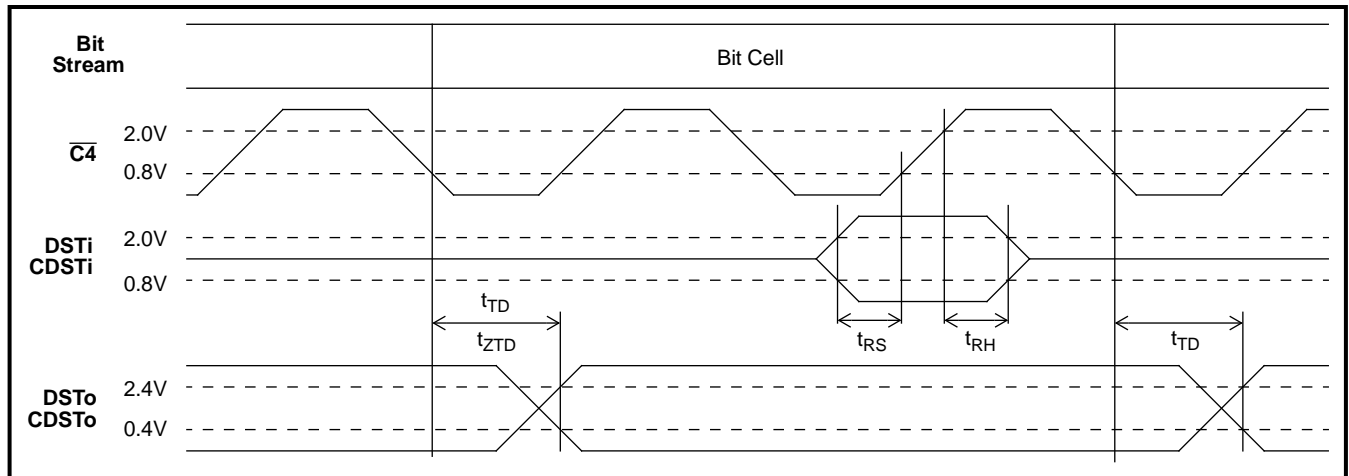 Bit
Stream
Bit Cell
C4
2.0V
0.8V
DSTi
CDSTi
2.0V
0.8V
tTD
tZTD
tRS
tRH
tTD
DSTo
CDSTo
2.4V
0.4V